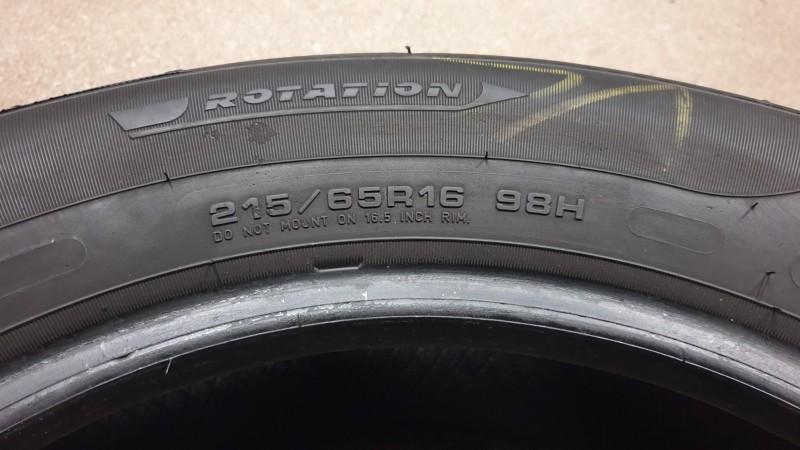 ROTATION
215/65R16 98H
DO NOT MOUNT ON 16.5 INCH RIM.